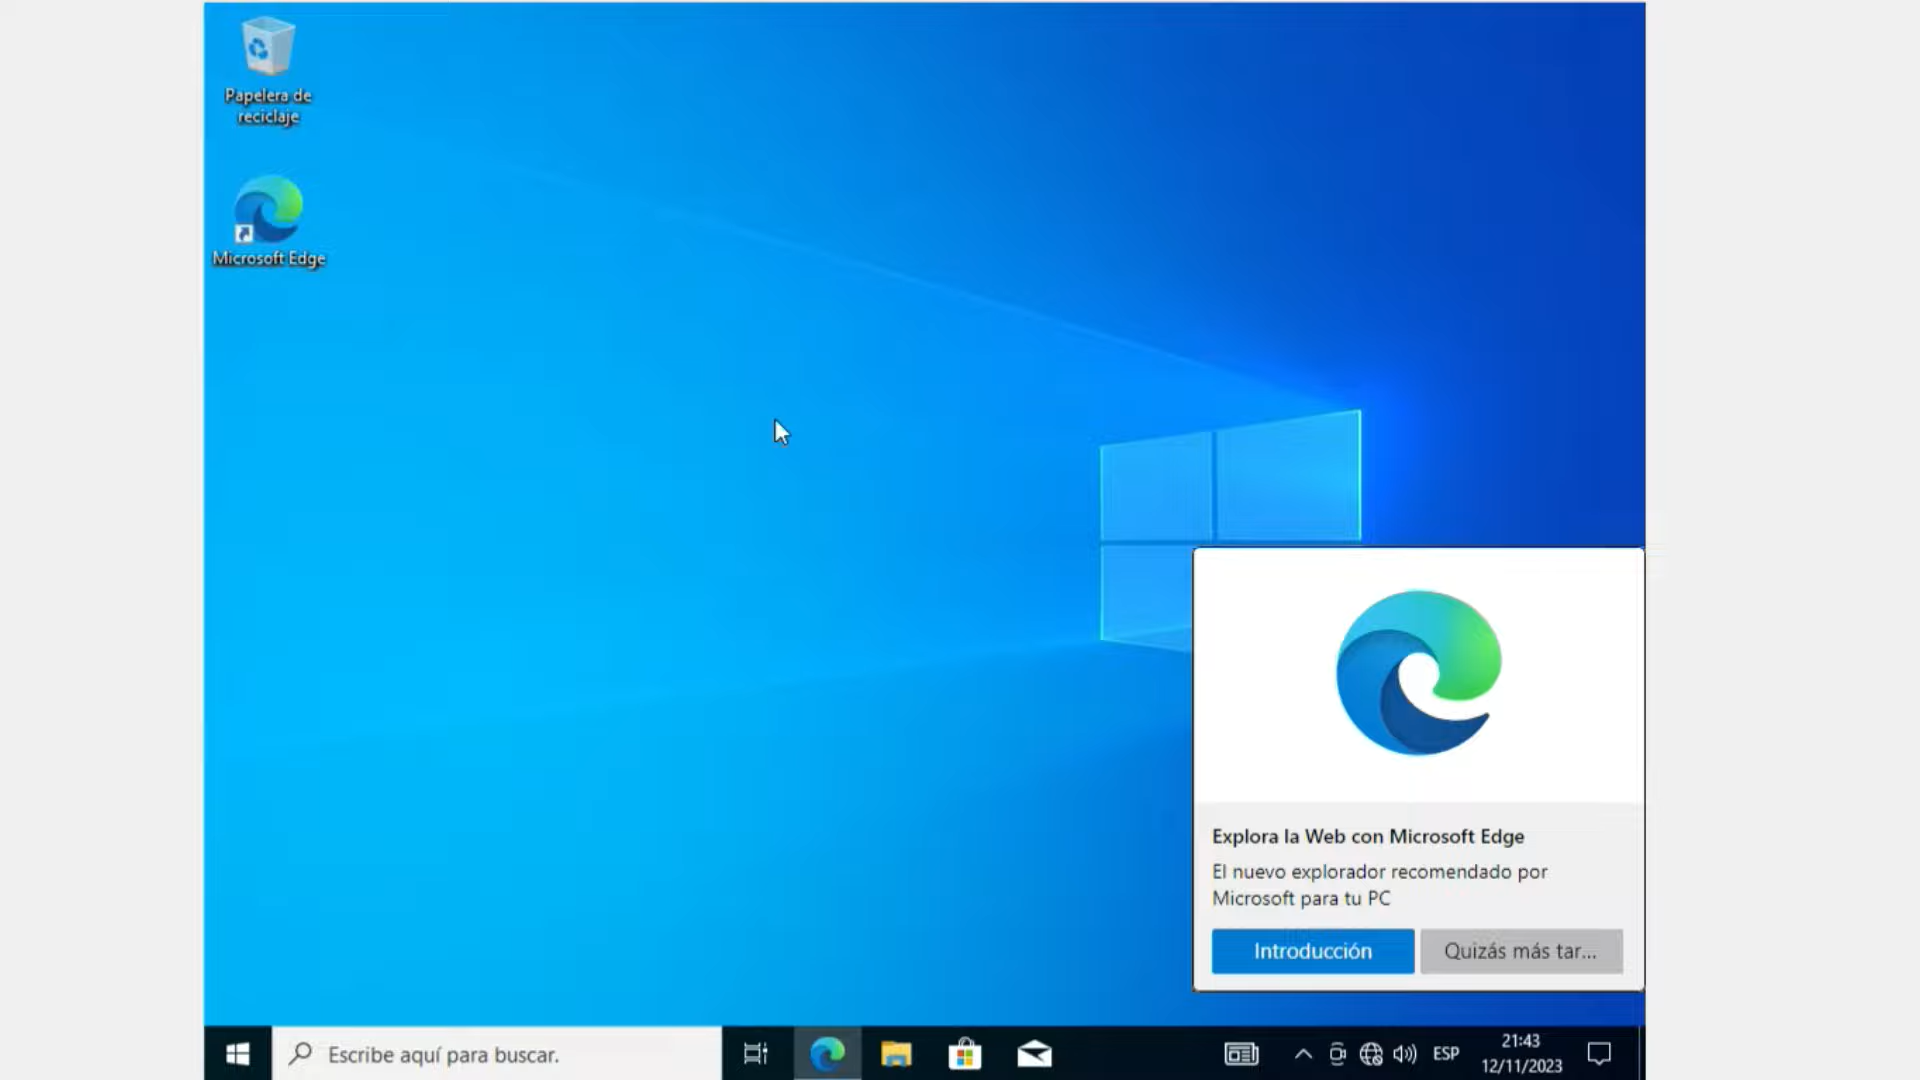 Papelera de
reciclaje
Microsoft Edge
Explora la Web con Microsoft Edge
El nuevo explorador recomendado por
Microsoft para tu PC
Introducción
Quizás más tar...
Escribe aquí para buscar.
ESP
21:43
12/11/2023